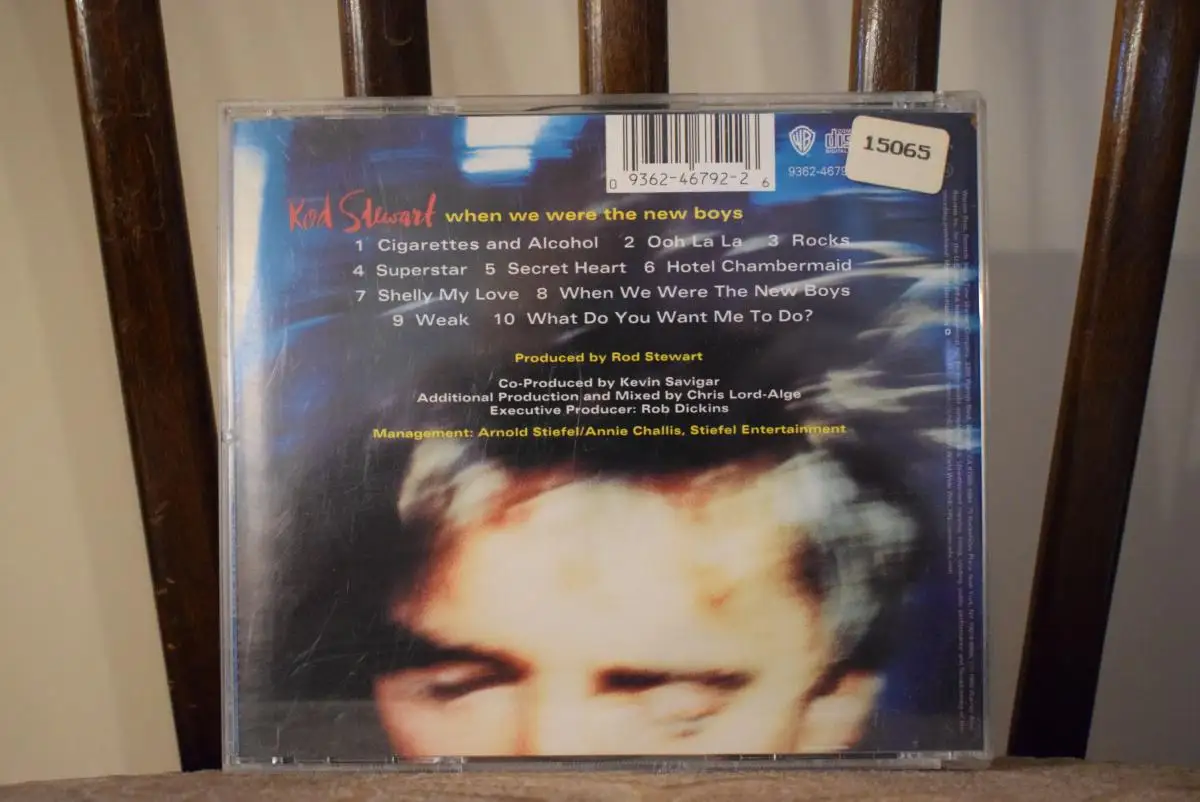 0 9362-46792-2 6
WB
9362-4679
15065
Rod Stewart when we were the new boys
1 Cigarettes and Alcohol 2 Ooh La La 3 Rocks
4 Superstar 5 Secret Heart 6 Hotel Chambermaid
7 Shelly My Love 8 When We Were The New Boys
9 Weak 10 What Do You Want Me To Do?
Produced by Rod Stewart
Co-Produced by Kevin Savigar
Additional Production and Mixed by Chris Lord-Alge
Executive Producer: Rob Dickins
Management: Arnold Stiefel/Annie Challis, Stiefel Entertainment